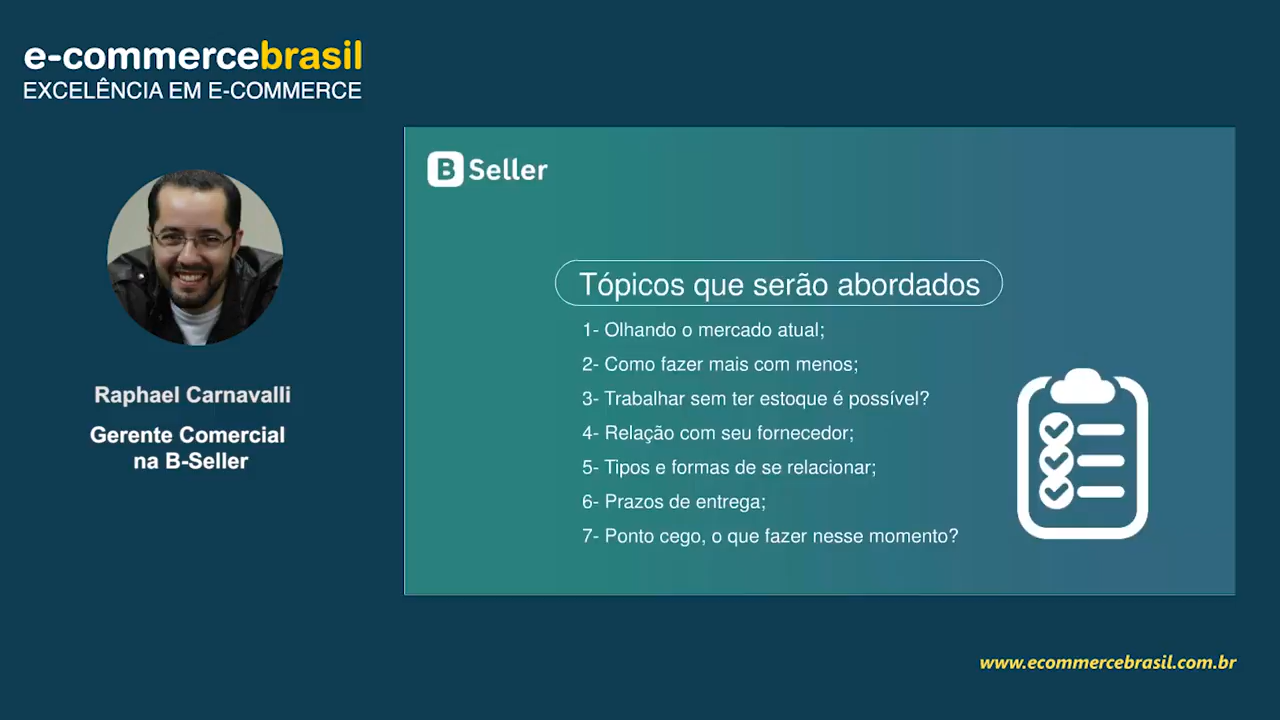 e-commercebrasil
EXCELÊNCIA EM E-COMMERCE
B Seller
Raphael Carnavalli
Gerente Comercial
na B-Seller
Tópicos que serão abordados
1- Olhando o mercado atual;
2- Como fazer mais com menos;
3- Trabalhar sem ter estoque é possível?
4- Relação com seu fornecedor;
5- Tipos e formas de se relacionar;
6- Prazos de entrega;
7- Ponto cego, o que fazer nesse momento?
www.ecommercebrasil.com.br